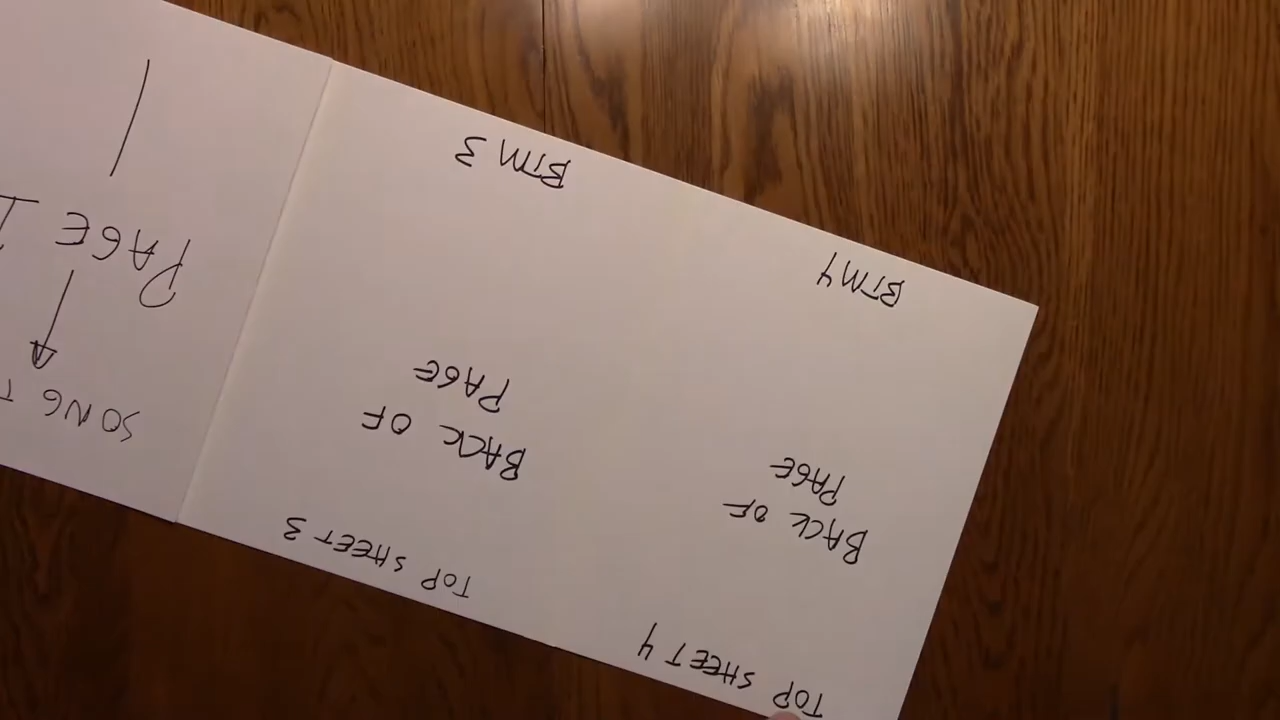 TOP SHEET 4
BACK OF
PAGE
BTM 4
TOP SHEET 3
BACK OF
PAGE
BTM 3
SONG
PAGE